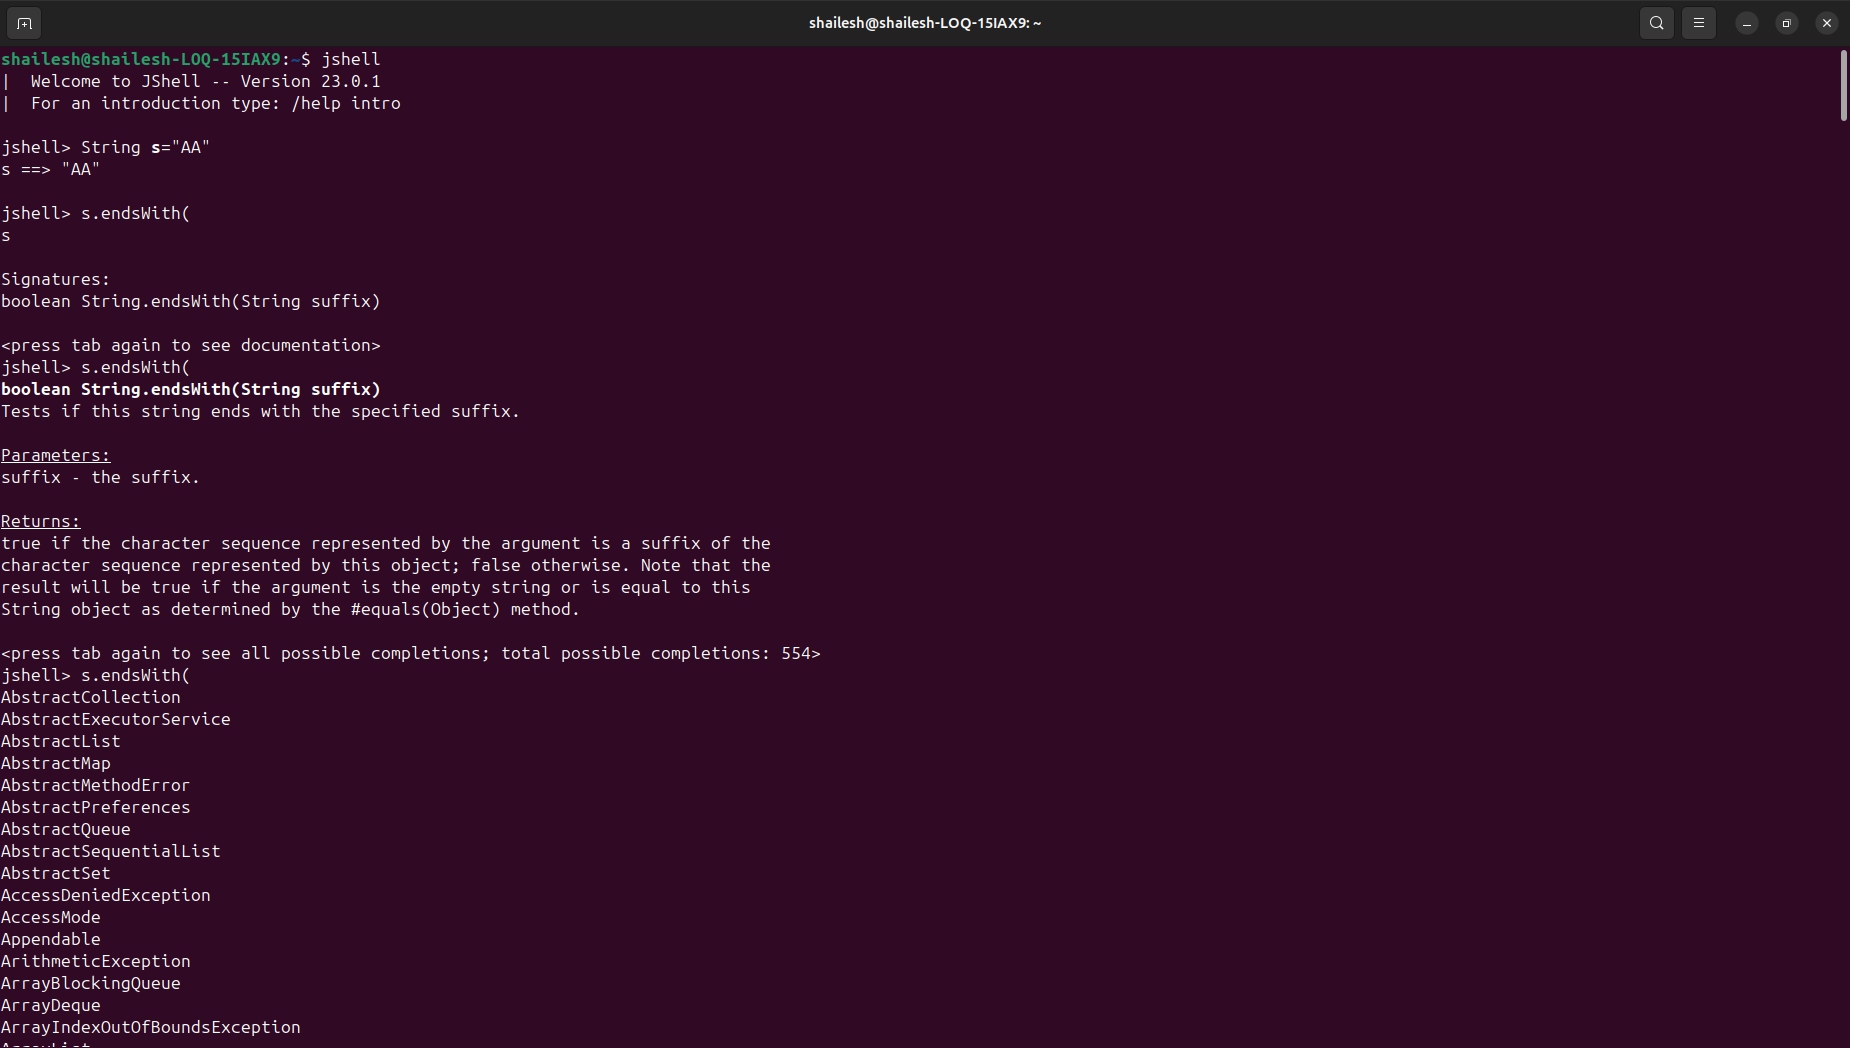 shailesh@shailesh-LOQ-15IAX9: ~
shailesh@shailesh-LOQ-15IAX9:~$ jshell
|  Welcome to JShell -- Version 23.0.1
|  For an introduction type: /help intro
jshell> String s="AA"
s ==> "AA"
jshell> s.endsWith(
s
Signatures:
boolean String.endsWith(String suffix)
<press tab again to see documentation>
jshell> s.endsWith(
boolean String.endsWith(String suffix)
Tests if this string ends with the specified suffix.
Parameters:
suffix - the suffix.
Returns:
true if the character sequence represented by the argument is a suffix of the
character sequence represented by this object; false otherwise. Note that the
result will be true if the argument is the empty string or is equal to this
String object as determined by the #equals(Object) method.
<press tab again to see all possible completions; total possible completions: 554>
jshell> s.endsWith(
AbstractCollection
AbstractExecutorService
AbstractList
AbstractMap
AbstractMethodError
AbstractPreferences
AbstractQueue
AbstractSequentialList
AbstractSet
AccessDeniedException
AccessMode
Appendable
ArithmeticException
ArrayBlockingQueue
ArrayDeque
ArrayIndexOutOfBoundsException